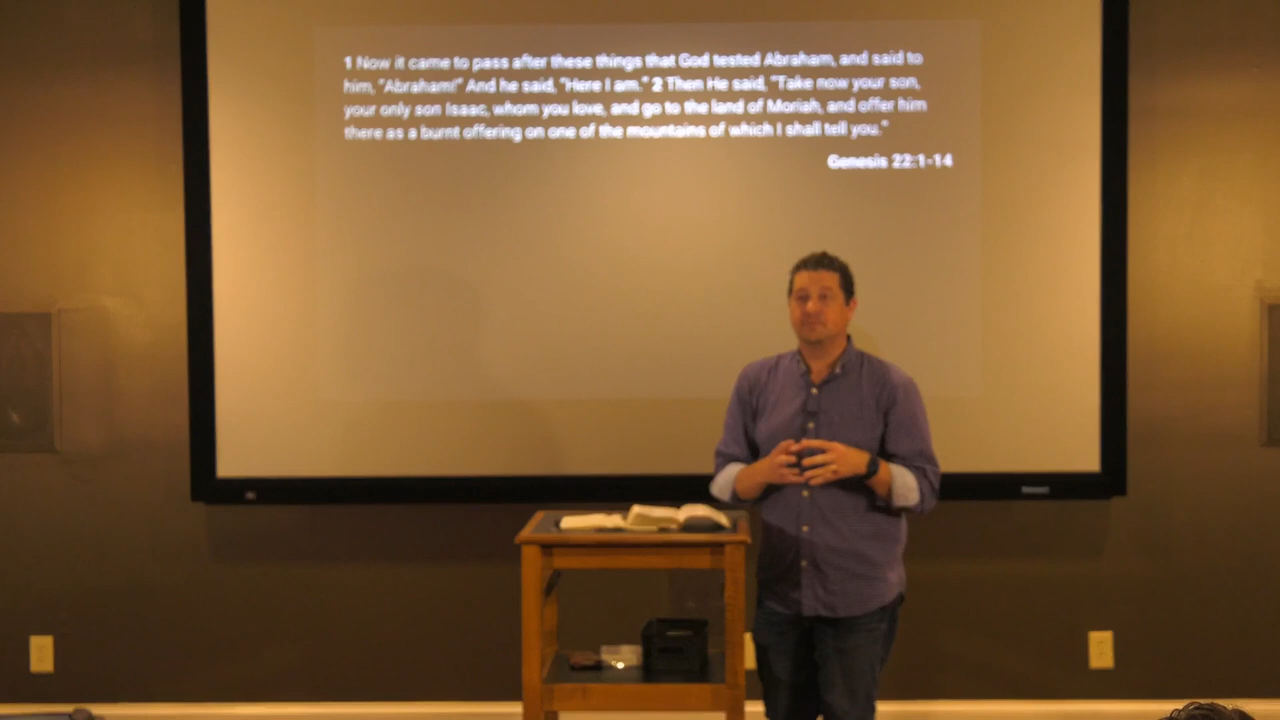 1 Now it came to pass after these things that God tested Abraham, and said to
him, "Abraham!" And he said, "Here I am." 2 Then He said, "Take now your son,
your only son Isaac, whom you love, and go to the land of Moriah, and offer him
there as a burnt offering on one of the mountains of which I shall tell you."
Genesis 22:1-14